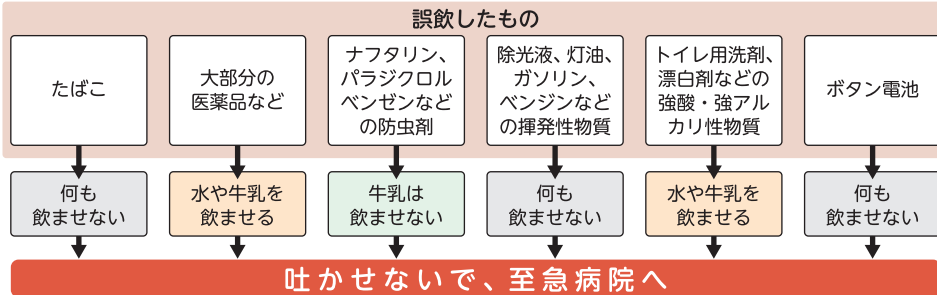 誤飲したもの
たばこ
大部分の
医薬品など
ナフタリン、
パラジクロル
ベンゼンなど
の防虫剤
除光液、灯油、
ガソリン、
ベンジンなど
の揮発性物質
トイレ用洗剤、
漂白剤などの
強酸・強アル
カリ性物質
ボタン電池
何も
飲ませない
水や牛乳を
飲ませる
牛乳は
飲ませない
何も
飲ませない
水や牛乳を
飲ませる
何も
飲ませない
吐かせないで、至急病院へ